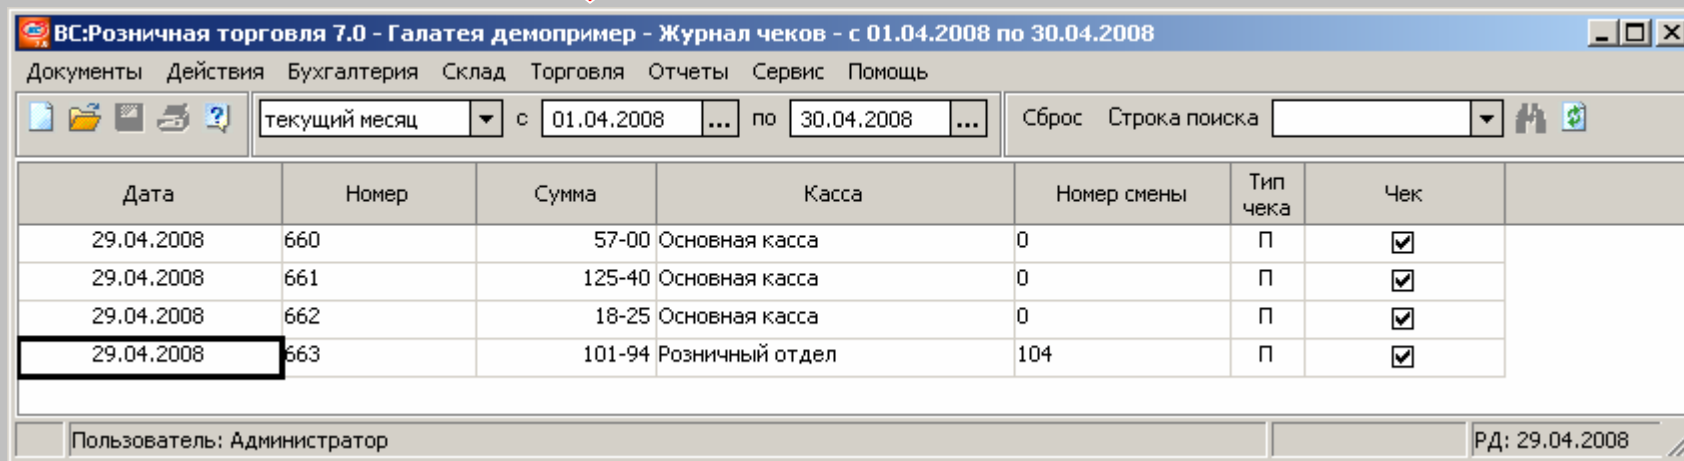 ВС:Розничная торговля 7.0 - Галатея демопример - Журнал чеков - с 01.04.2008 по 30.04.2008
Документы Действия Бухгалтерия Склад Торговля Отчеты Сервис Помощь
текущий месяц с 01.04.2008 ... по 30.04.2008 ... Сброс Строка поиска
Дата Номер Сумма Касса Номер смены Тип чека Чек
29.04.2008 660 57-00 Основная касса 0 П
29.04.2008 661 125-40 Основная касса 0 П
29.04.2008 662 18-25 Основная касса 0 П
29.04.2008 663 101-94 Розничный отдел 104 П
Пользователь: Администратор РД: 29.04.2008